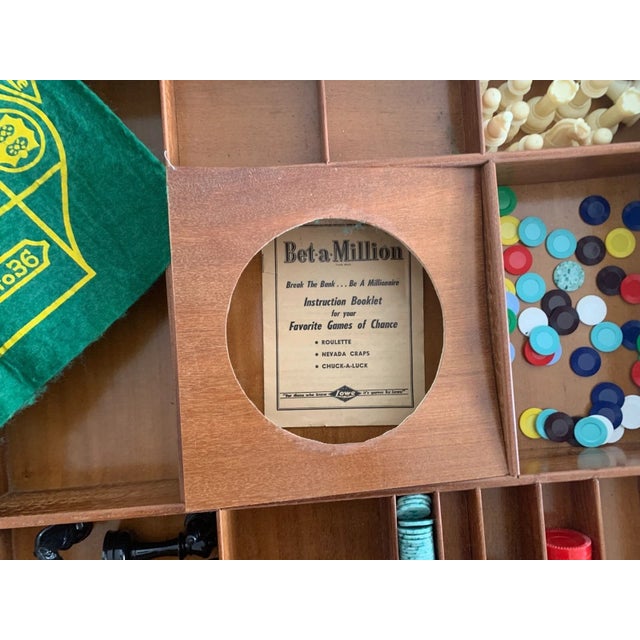 Bet-a-Million
Break The Bank . . . Be A Millionaire
Instruction Booklet
for your
Favorite Games of Chance
• ROULETTE
• NEVADA CRAPS
• CHUCK-A-LUCK
Lowe
to36